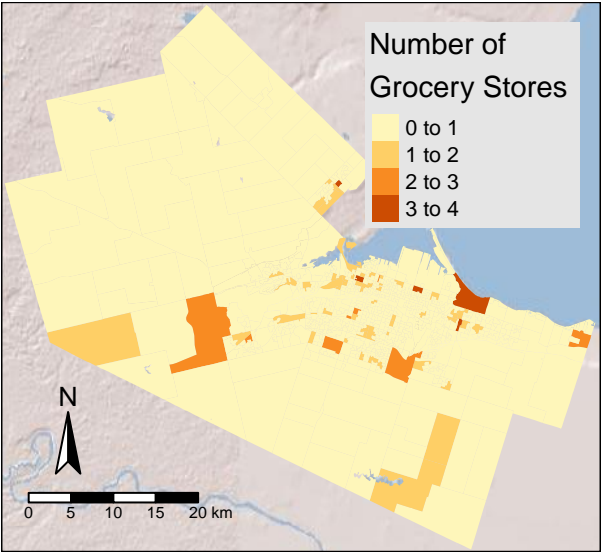 Number of
Grocery Stores
0 to 1
1 to 2
2 to 3
3 to 4
N
0 5 10 15 20 km